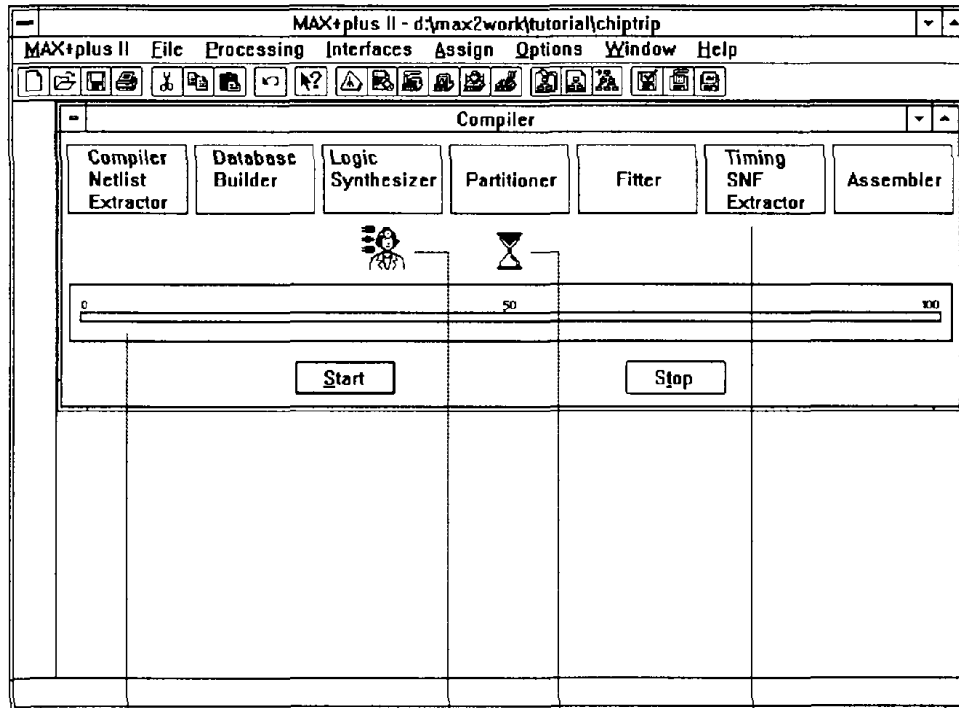 MAX+plus II - d:\max2work\tutorial\chiptrip
MAX+plus II File Processing Interfaces Assign Options Window Help
Compiler
Compiler Netlist Extractor
Database Builder
Logic Synthesizer
Partitioner
Fitter
Timing SNF Extractor
Assembler
0 50 100
Start Stop